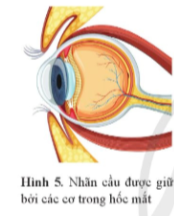 Hình 5. Nhãn cầu được giữ
bởi các cơ trong hốc mắt